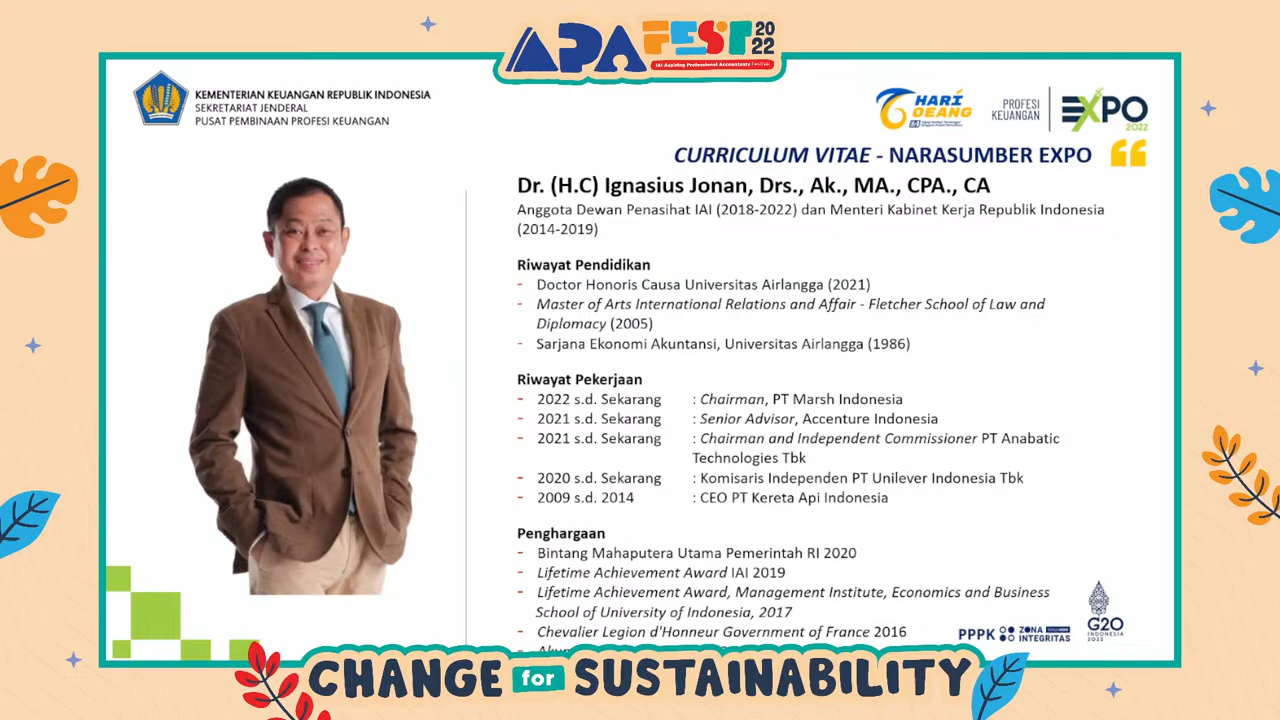 APAFEST 2022
IAI Aspiring Professional Accountants Festival
KEMENTERIAN KEUANGAN REPUBLIK INDONESIA
SEKRETARIAT JENDERAL
PUSAT PEMBINAAN PROFESI KEUANGAN
HARI OEANG
PROFESI KEUANGAN
EXPO 2022
CURRICULUM VITAE - NARASUMBER EXPO
Dr. (H.C) Ignasius Jonan, Drs., Ak., MA., CPA., CA
Anggota Dewan Penasihat IAI (2018-2022) dan Menteri Kabinet Kerja Republik Indonesia
(2014-2019)
Riwayat Pendidikan
- Doctor Honoris Causa Universitas Airlangga (2021)
- Master of Arts International Relations and Affair - Fletcher School of Law and
Diplomacy (2005)
- Sarjana Ekonomi Akuntansi, Universitas Airlangga (1986)
Riwayat Pekerjaan
- 2022 s.d. Sekarang : Chairman, PT Marsh Indonesia
- 2021 s.d. Sekarang : Senior Advisor, Accenture Indonesia
- 2021 s.d. Sekarang : Chairman and Independent Commissioner PT Anabatic
Technologies Tbk
- 2020 s.d. Sekarang : Komisaris Independen PT Unilever Indonesia Tbk
- 2009 s.d. 2014 : CEO PT Kereta Api Indonesia
Penghargaan
- Bintang Mahaputera Utama Pemerintah RI 2020
- Lifetime Achievement Award IAI 2019
- Lifetime Achievement Award, Management Institute, Economics and Business
School of University of Indonesia, 2017
- Chevalier Legion d'Honneur Government of France 2016
PPPK
ZONA INTEGRITAS
G20
INDONESIA
2022
CHANGE for SUSTAINABILITY